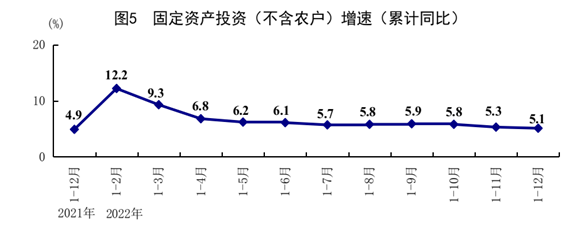 图5 固定资产投资（不含农户）增速（累计同比）
(%)
20
10
0
4.9
12.2
9.3
6.8
6.2
6.1
5.7
5.8
5.9
5.8
5.3
5.1
1-12月
1-2月
1-3月
1-4月
1-5月
1-6月
1-7月
1-8月
1-9月
1-10月
1-11月
1-12月
2021年 2022年